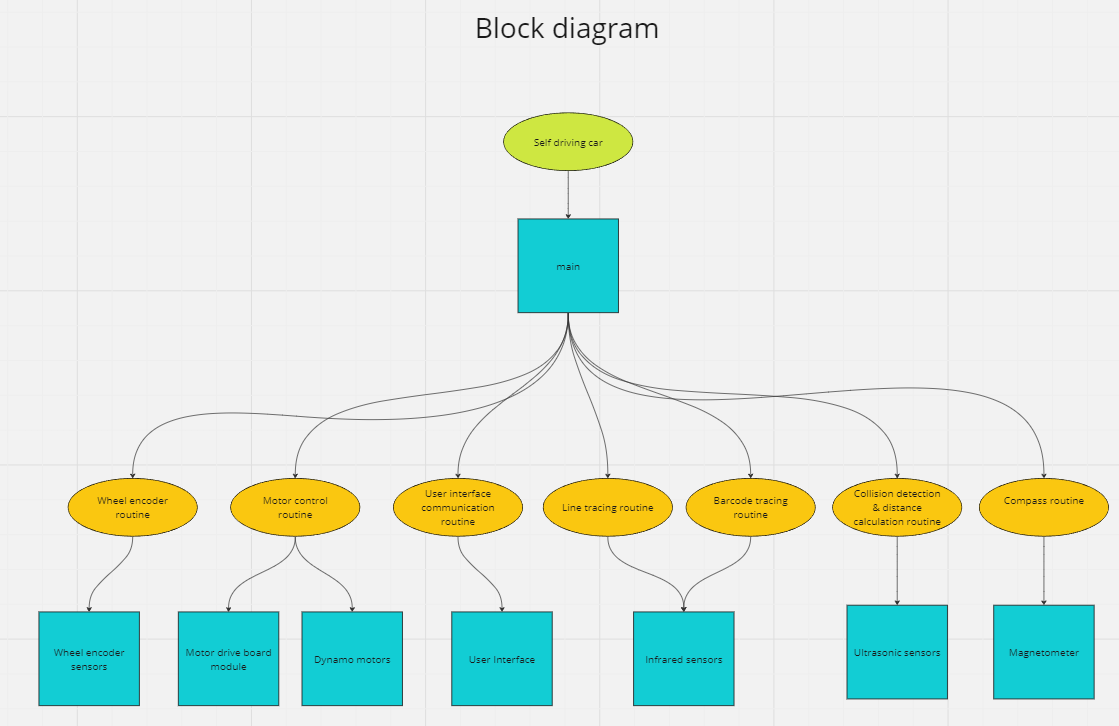 Block diagram
Self driving car
main
Wheel encoder
routine
Motor control
routine
User interface
communication
routine
Line tracing routine
Barcode tracing
routine
Collision detection
& distance
calculation routine
Compass routine
Wheel encoder
sensors
Motor drive board
module
Dynamo motors
User Interface
Infrared sensors
Ultrasonic sensors
Magnetometer